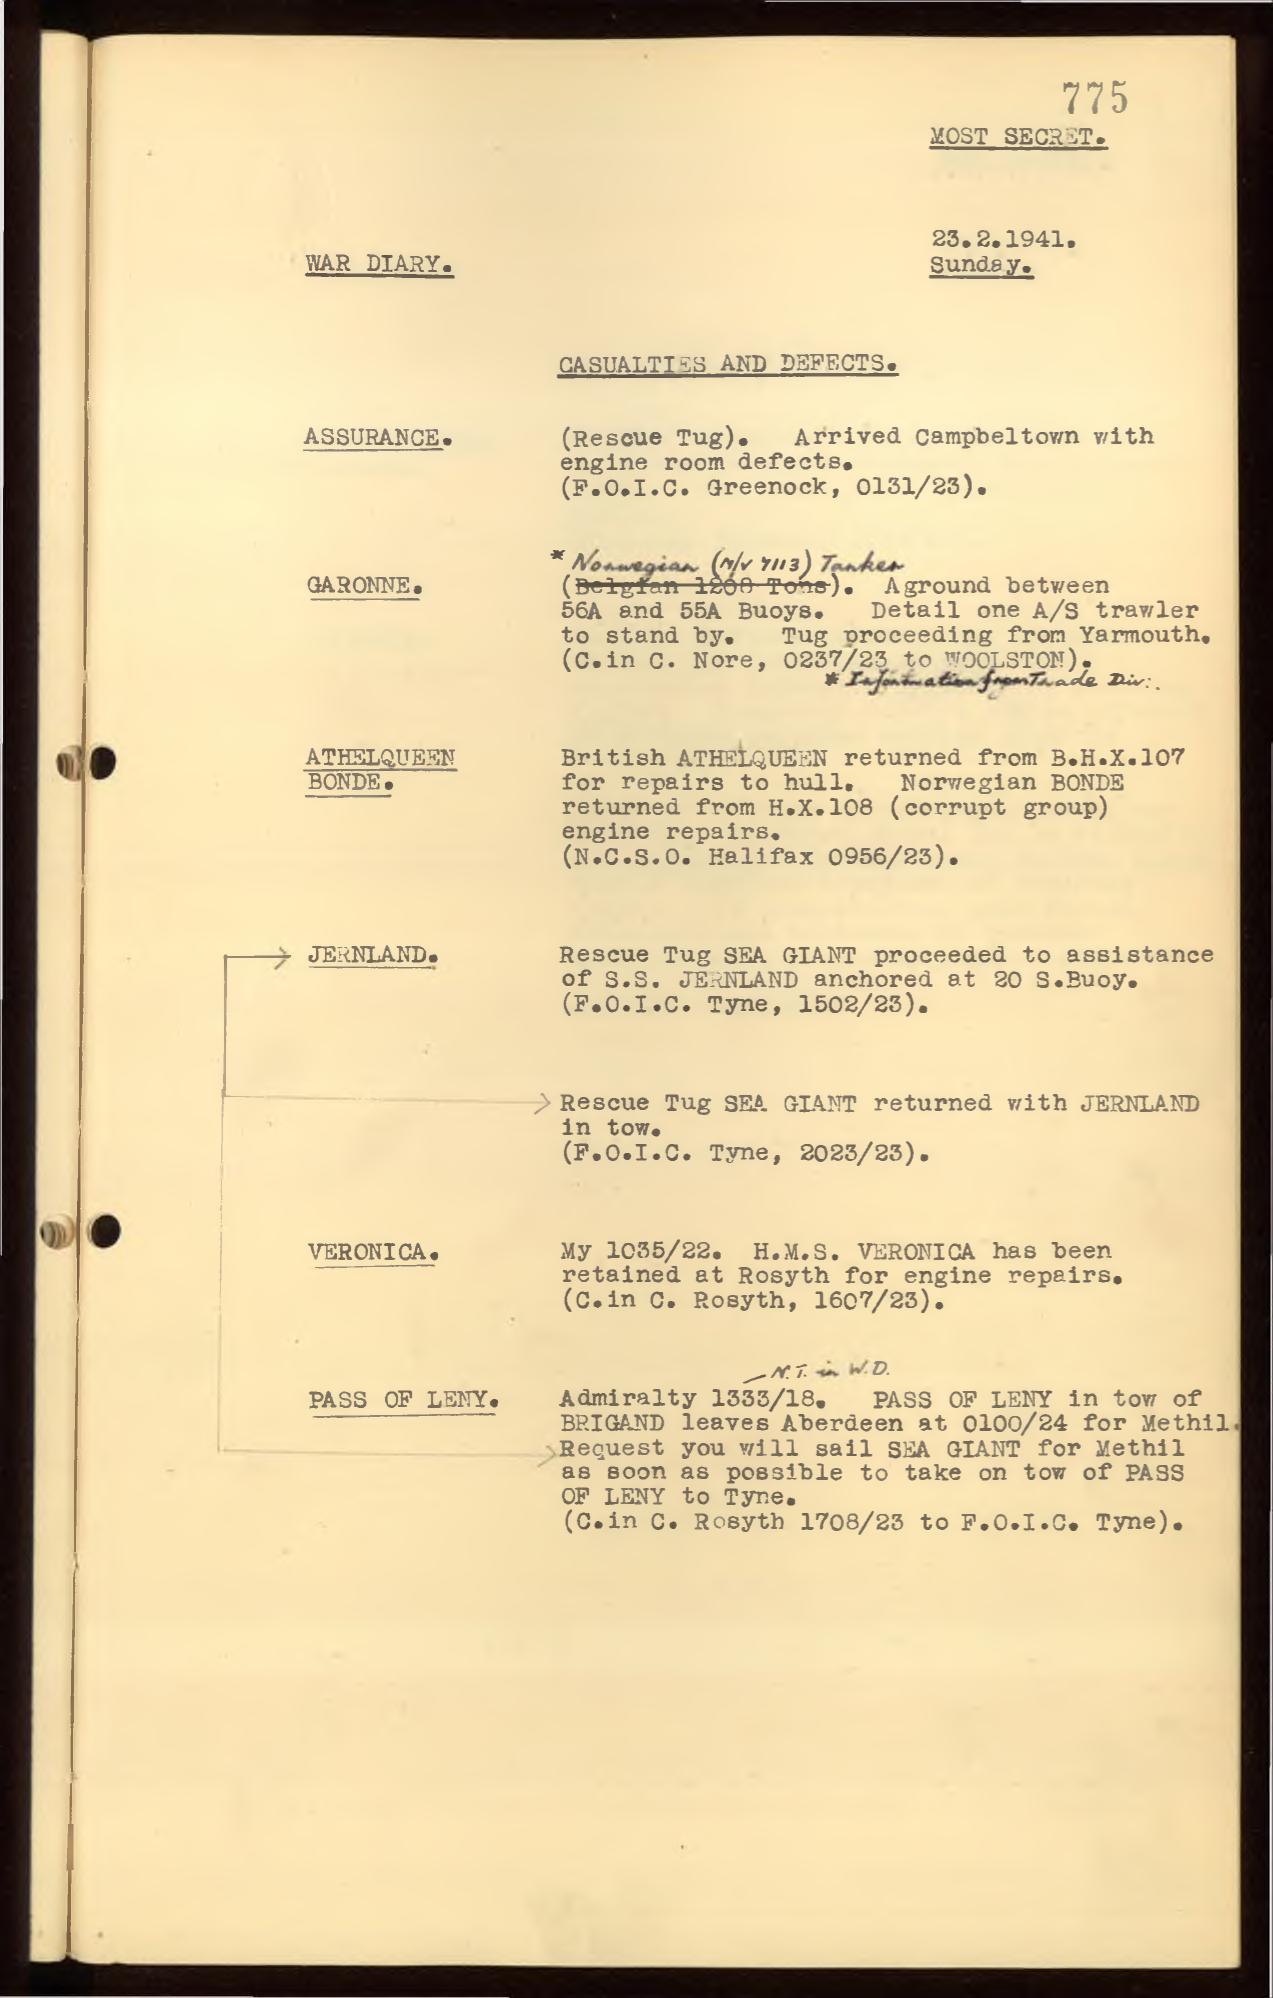 775
MOST SECRET.
23.2.1941.
WAR DIARY. Sunday.
CASUALTIES AND DEFECTS.
ASSURANCE. (Rescue Tug). Arrived Campbeltown with
engine room defects.
(F.O.I.C. Greenock, 0131/23).
* Norwegian (M/V 7113) Tanker
GARONNE. (Belgian 1208 Tons). Aground between
56A and 55A Buoys. Detail one A/S trawler
to stand by. Tug proceeding from Yarmouth.
(C.in C. Nore, 0237/23 to WOOLSTON).
* Information from Trade Div:.
ATHELQUEEN British ATHELQUEEN returned from B.H.X.107
BONDE. for repairs to hull. Norwegian BONDE
returned from H.X.108 (corrupt group)
engine repairs.
(N.C.S.O. Halifax 0956/23).
JERNLAND. Rescue Tug SEA GIANT proceeded to assistance
of S.S. JERNLAND anchored at 20 S.Buoy.
(F.O.I.C. Tyne, 1502/23).
Rescue Tug SEA GIANT returned with JERNLAND
in tow.
(F.O.I.C. Tyne, 2023/23).
VERONICA. My 1035/22. H.M.S. VERONICA has been
retained at Rosyth for engine repairs.
(C.in C. Rosyth, 1607/23).
N.T. in W.D.
PASS OF LENY. Admiralty 1333/18. PASS OF LENY in tow of
BRIGAND leaves Aberdeen at 0100/24 for Methil.
Request you will sail SEA GIANT for Methil
as soon as possible to take on tow of PASS
OF LENY to Tyne.
(C.in C. Rosyth 1708/23 to F.O.I.C. Tyne).